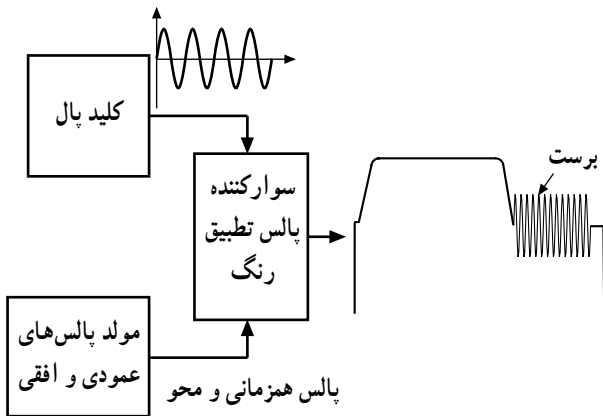 کلید پال
سوارکننده
پالس تطبیق
رنگ
برست
مولد پالس‌های
عمودی و افقی
پالس همزمانی و محو